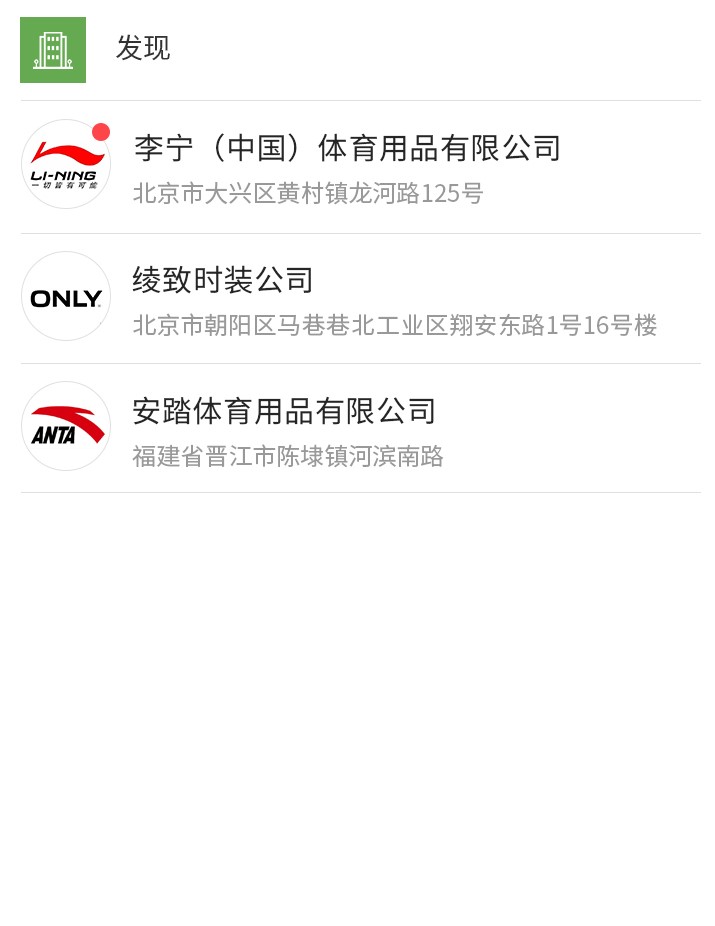 发现
李宁（中国）体育用品有限公司
LI-NING
一切皆有可能
北京市大兴区黄村镇龙河路125号
绫致时装公司
ONLY
北京市朝阳区马巷巷北工业区翔安东路1号16号楼
安踏体育用品有限公司
ANTA
福建省晋江市陈埭镇河滨南路